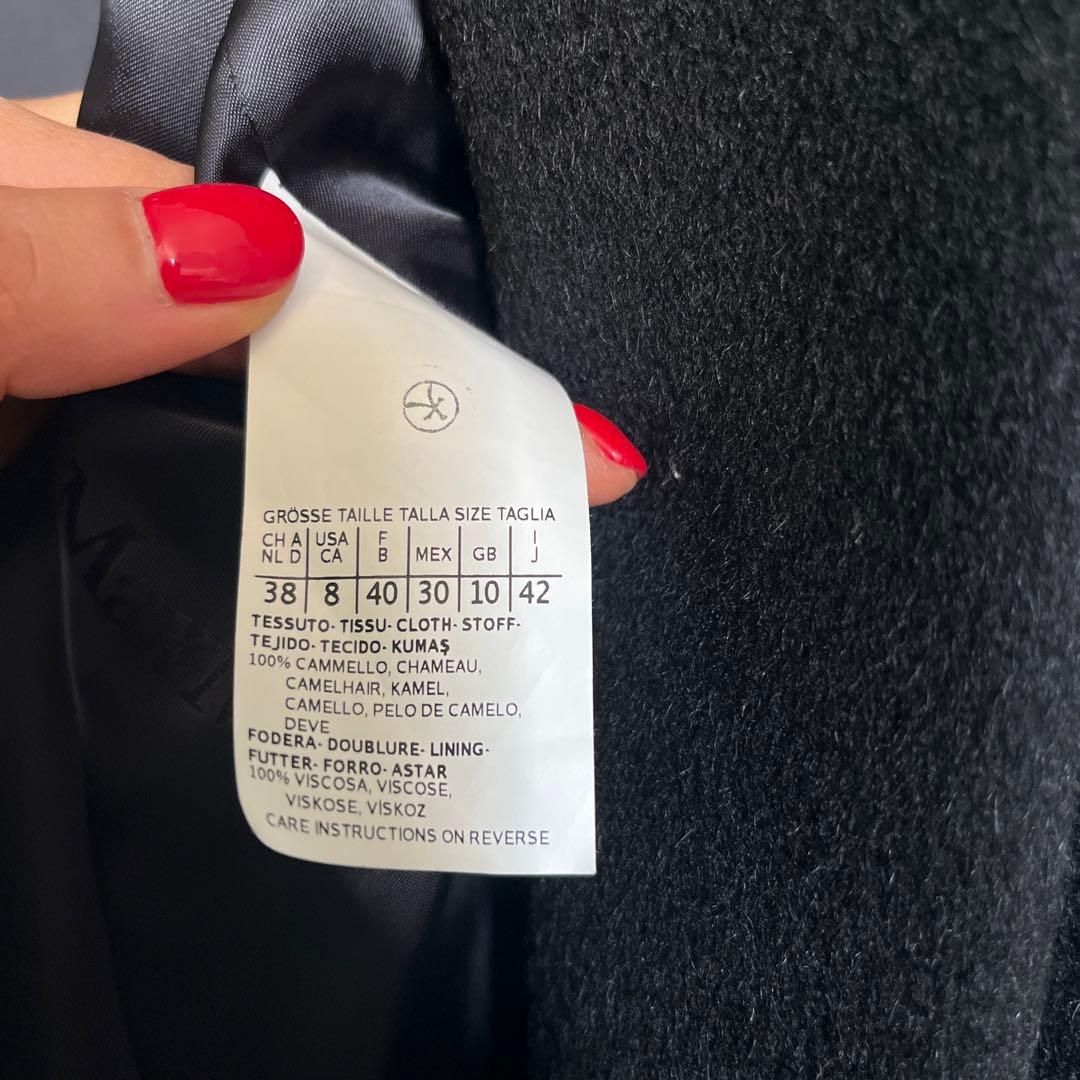 GRÖSSE TAILLE TALLA SIZE TAGLIA
CH A USA F I
NL D CA B MEX GB J
38 8 40 30 10 42
TESSUTO- TISSU- CLOTH- STOFF-
TEJIDO- TECIDO- KUMAŞ
100% CAMMELLO, CHAMEAU,
CAMELHAIR, KAMEL,
CAMELLO, PELO DE CAMELO,
DEVE
FODERA- DOUBLURE- LINING-
FUTTER- FORRO- ASTAR
100% VISCOSA, VISCOSE,
VISKOSE, VİSKOZ
CARE INSTRUCTIONS ON REVERSE